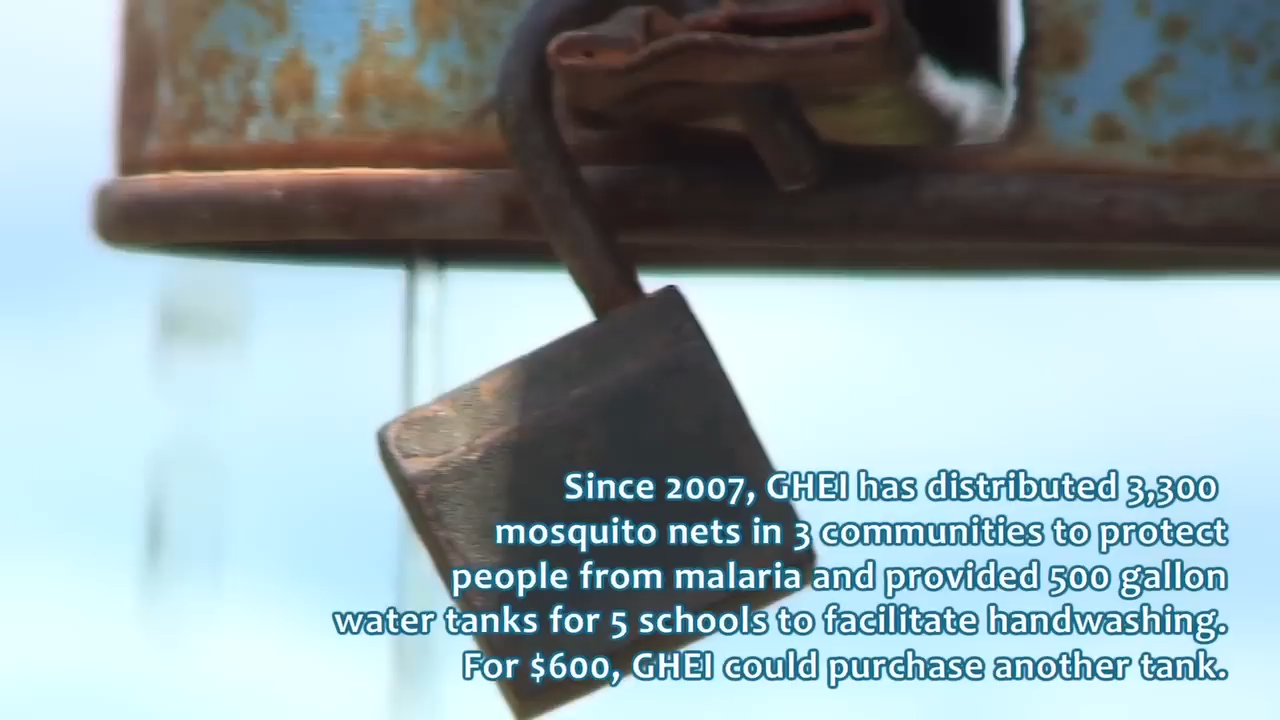 Since 2007, GHEI has distributed 3,300
mosquito nets in 3 communities to protect
people from malaria and provided 500 gallon
water tanks for 5 schools to facilitate handwashing.
For $600, GHEI could purchase another tank.